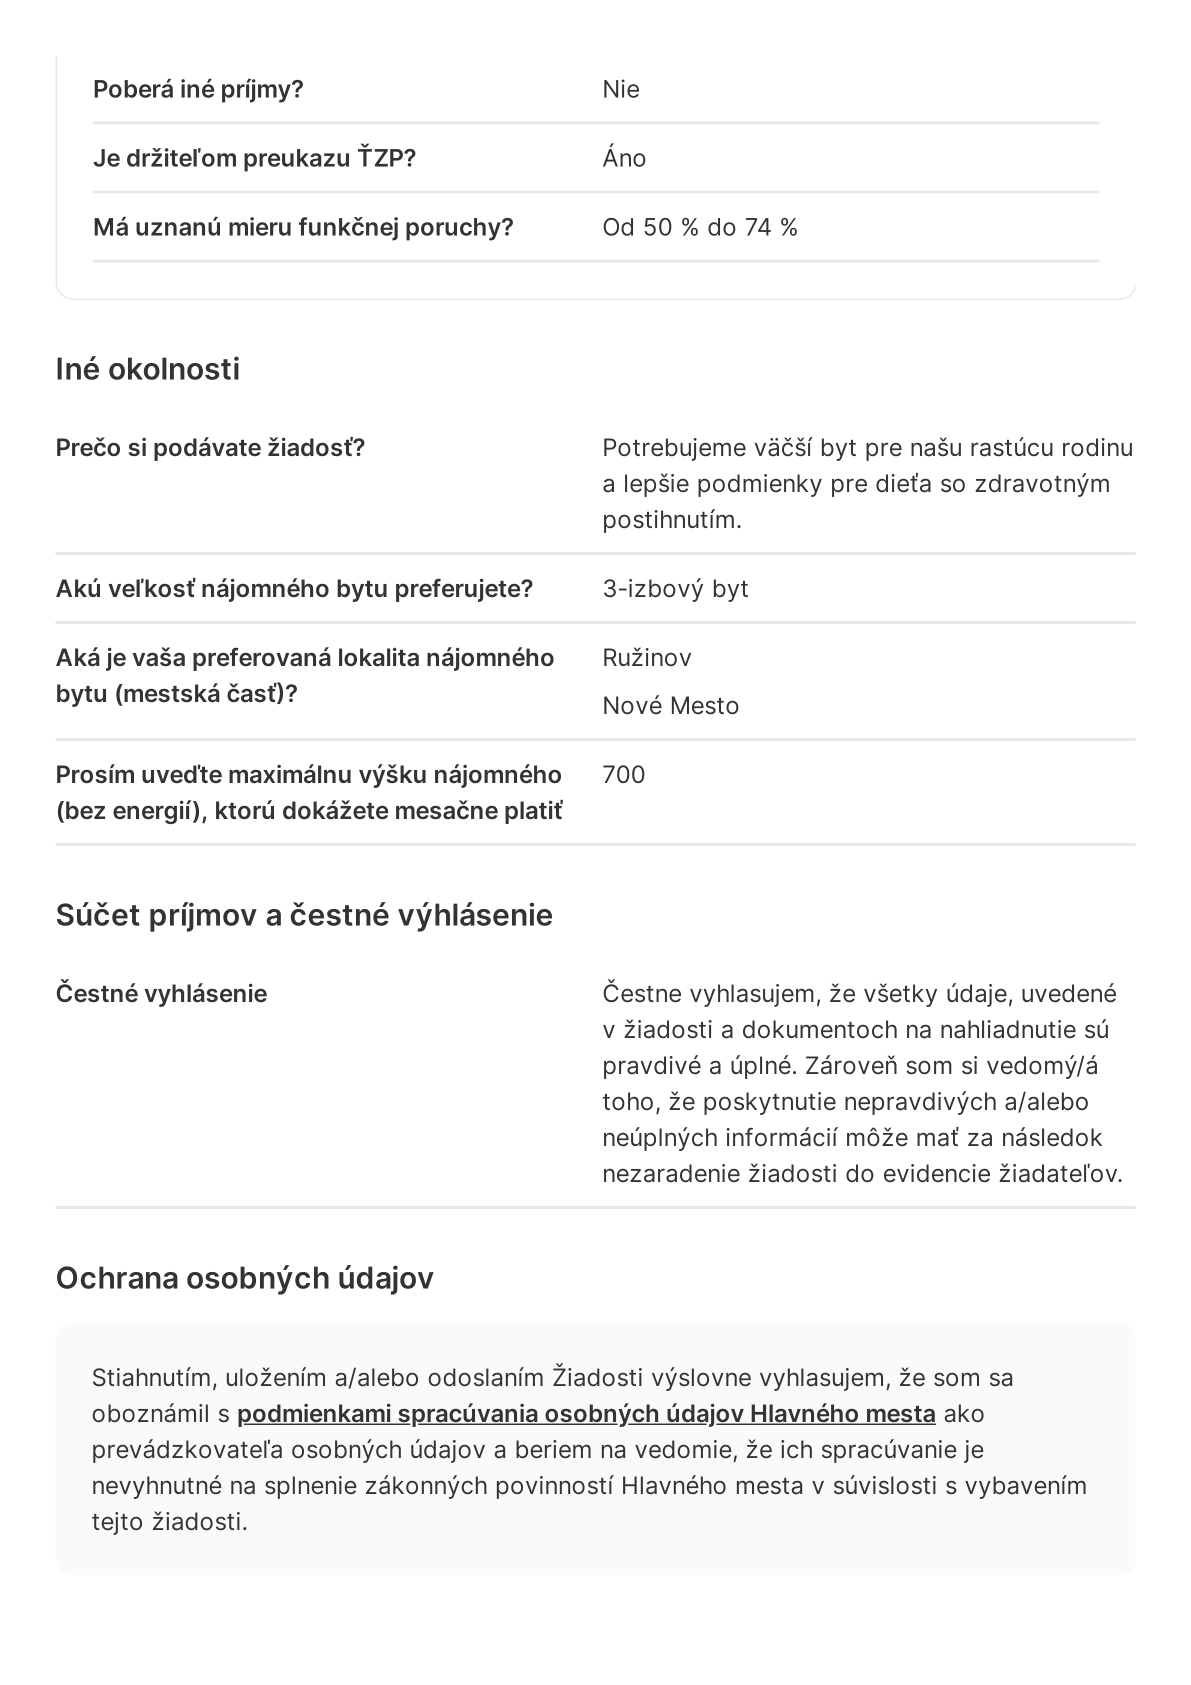 Poberá iné príjmy? Nie
Je držiteľom preukazu ŤZP? Áno
Má uznanú mieru funkčnej poruchy? Od 50 % do 74 %
Iné okolnosti
Prečo si podávate žiadosť? Potrebujeme väčší byt pre našu rastúcu rodinu
a lepšie podmienky pre dieťa so zdravotným
postihnutím.
Akú veľkosť nájomného bytu preferujete? 3-izbový byt
Aká je vaša preferovaná lokalita nájomného
bytu (mestská časť)?
Ružinov
Nové Mesto
Prosím uveďte maximálnu výšku nájomného
(bez energií), ktorú dokážete mesačne platiť
700
Súčet príjmov a čestné výhlásenie
Čestné vyhlásenie Čestne vyhlasujem, že všetky údaje, uvedené
v žiadosti a dokumentoch na nahliadnutie sú
pravdivé a úplné. Zároveň som si vedomý/á
toho, že poskytnutie nepravdivých a/alebo
neúplných informácií môže mať za následok
nezaradenie žiadosti do evidencie žiadateľov.
Ochrana osobných údajov
Stiahnutím, uložením a/alebo odoslaním Žiadosti výslovne vyhlasujem, že som sa
oboznámil s podmienkami spracúvania osobných údajov Hlavného mesta ako
prevádzkovateľa osobných údajov a beriem na vedomie, že ich spracúvanie je
nevyhnutné na splnenie zákonných povinností Hlavného mesta v súvislosti s vybavením
tejto žiadosti.